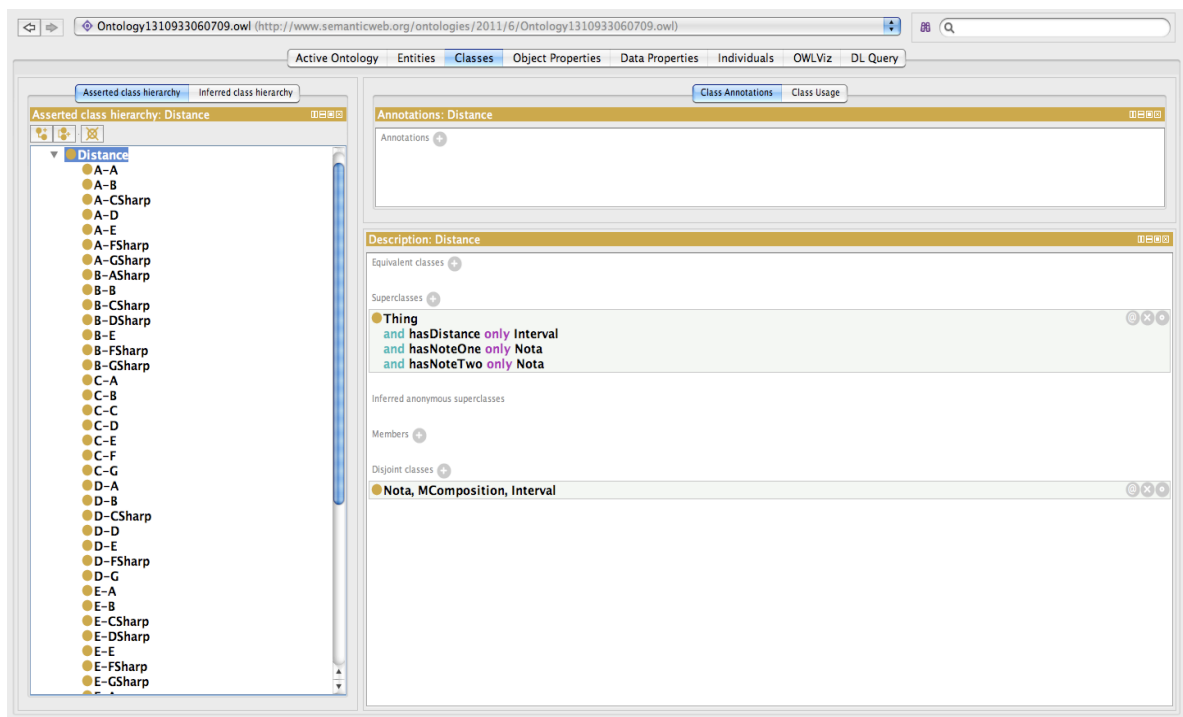 Ontology1310933060709.owl (http://www.semanticweb.org/ontologies/2011/6/Ontology1310933060709.owl)
Active Ontology Entities Classes Object Properties Data Properties Individuals OWLViz DL Query
Asserted class hierarchy Inferred class hierarchy
Asserted class hierarchy: Distance
Distance
A-A
A-B
A-CSharp
A-D
A-E
A-FSharp
A-GSharp
B-ASharp
B-B
B-CSharp
B-DSharp
B-E
B-FSharp
B-GSharp
C-A
C-B
C-C
C-D
C-E
C-F
C-G
D-A
D-B
D-CSharp
D-D
D-E
D-FSharp
D-G
E-A
E-B
E-CSharp
E-DSharp
E-E
E-FSharp
E-GSharp
Class Annotations Class Usage
Annotations: Distance
Annotations
Description: Distance
Equivalent classes
Superclasses
Thing
and hasDistance only Interval
and hasNoteOne only Nota
and hasNoteTwo only Nota
Inferred anonymous superclasses
Members
Disjoint classes
Nota, MComposition, Interval